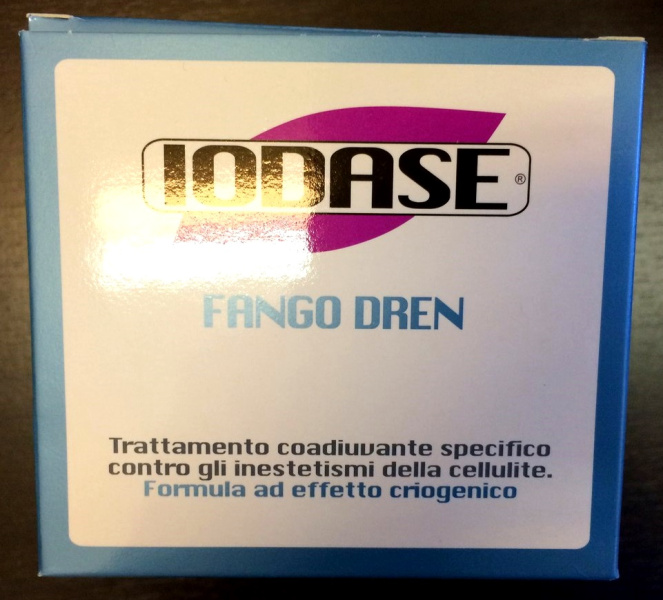 IODASE®
FANGO DREN
Trattamento coadiuvante specifico
contro gli inestetismi della cellulite.
Formula ad effetto criogenico